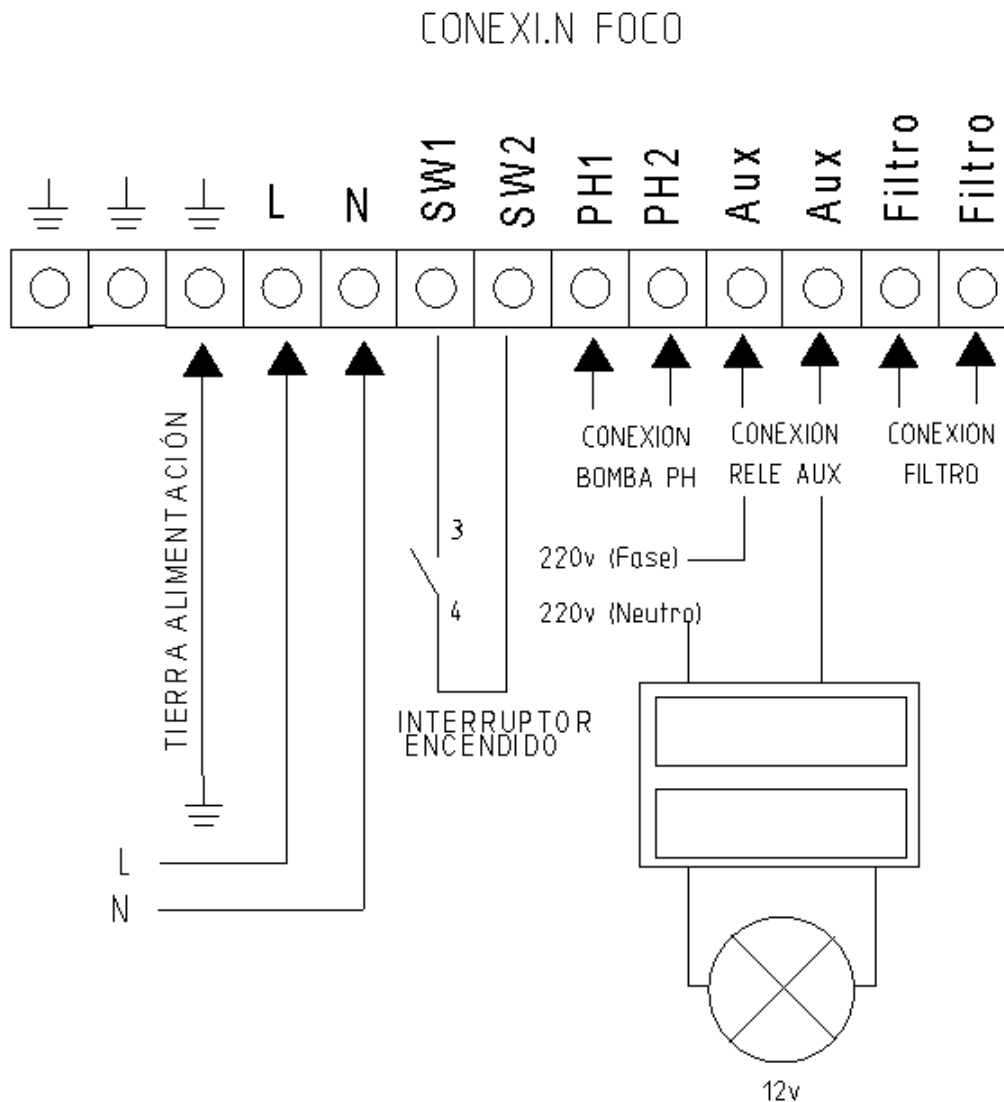 CONEXI.N FOCO
L
N
SW1
SW2
PH1
PH2
Aux
Aux
Filtro
Filtro
CONEXION
BOMBA PH
CONEXION
RELE AUX
CONEXION
FILTRO
TIERRA ALIMENTACIÓN
3
4
220v (Fase)
220v (Neutro)
INTERRUPTOR
ENCENDIDO
L
N
12v